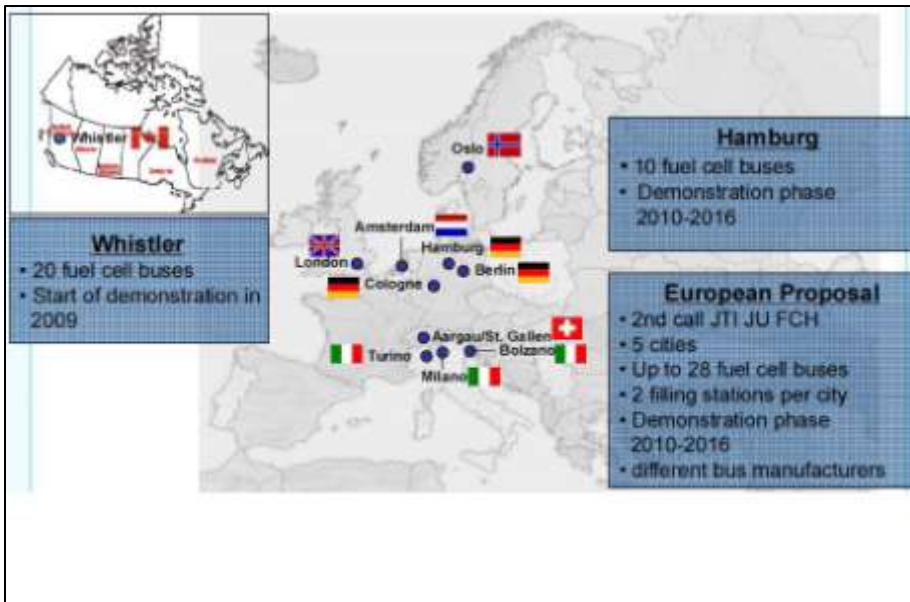 Whistler
Whistler
• 20 fuel cell buses
• Start of demonstration in
2009
Oslo
Amsterdam
Hamburg
London
Berlin
Cologne
Aargau/St. Gallen
Turino
Bolzano
Milano
Hamburg
• 10 fuel cell buses
• Demonstration phase
2010-2016
European Proposal
• 2nd call JTI JU FCH
• 5 cities
• Up to 28 fuel cell buses
• 2 filling stations per city
• Demonstration phase
2010-2016
• different bus manufacturers